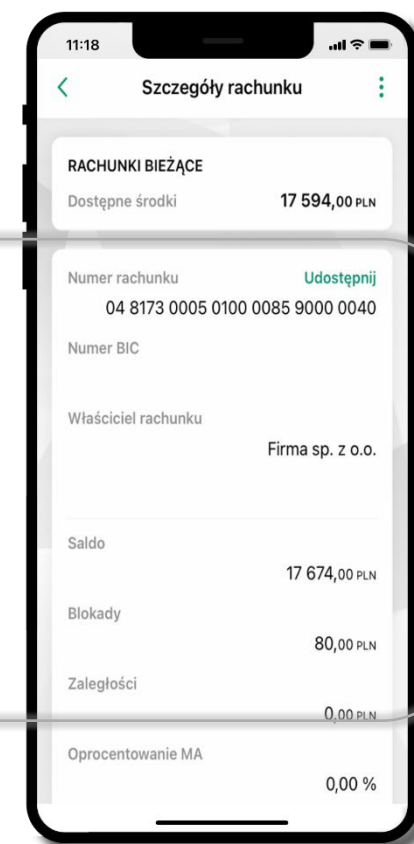 11:18
Szczegóły rachunku
RACHUNKI BIEŻĄCE
Dostępne środki 17 594,00 PLN
Numer rachunku Udostępnij
04 8173 0005 0100 0085 9000 0040
Numer BIC
Właściciel rachunku
Firma sp. z o.o.
Saldo
17 674,00 PLN
Blokady
80,00 PLN
Zaległości
0,00 PLN
Oprocentowanie MA
0,00 %